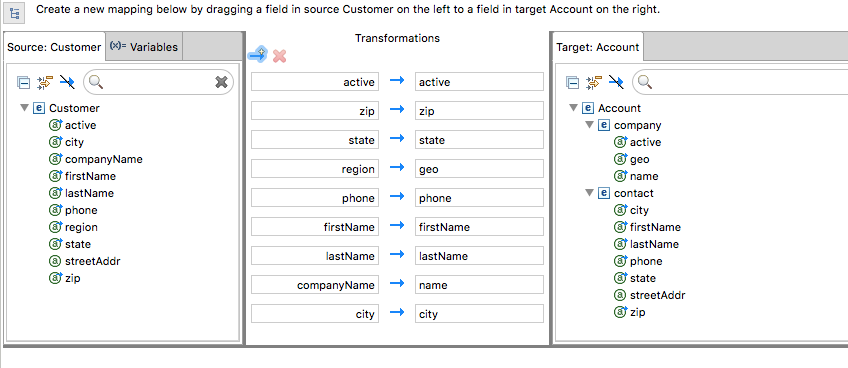 Create a new mapping below by dragging a field in source Customer on the left to a field in target Account on the right.
Source: Customer
(x)= Variables
Customer
active
city
companyName
firstName
lastName
phone
region
state
streetAddr
zip
Transformations
active → active
zip → zip
state → state
region → geo
phone → phone
firstName → firstName
lastName → lastName
companyName → name
city → city
Target: Account
Account
company
active
geo
name
contact
city
firstName
lastName
phone
state
streetAddr
zip